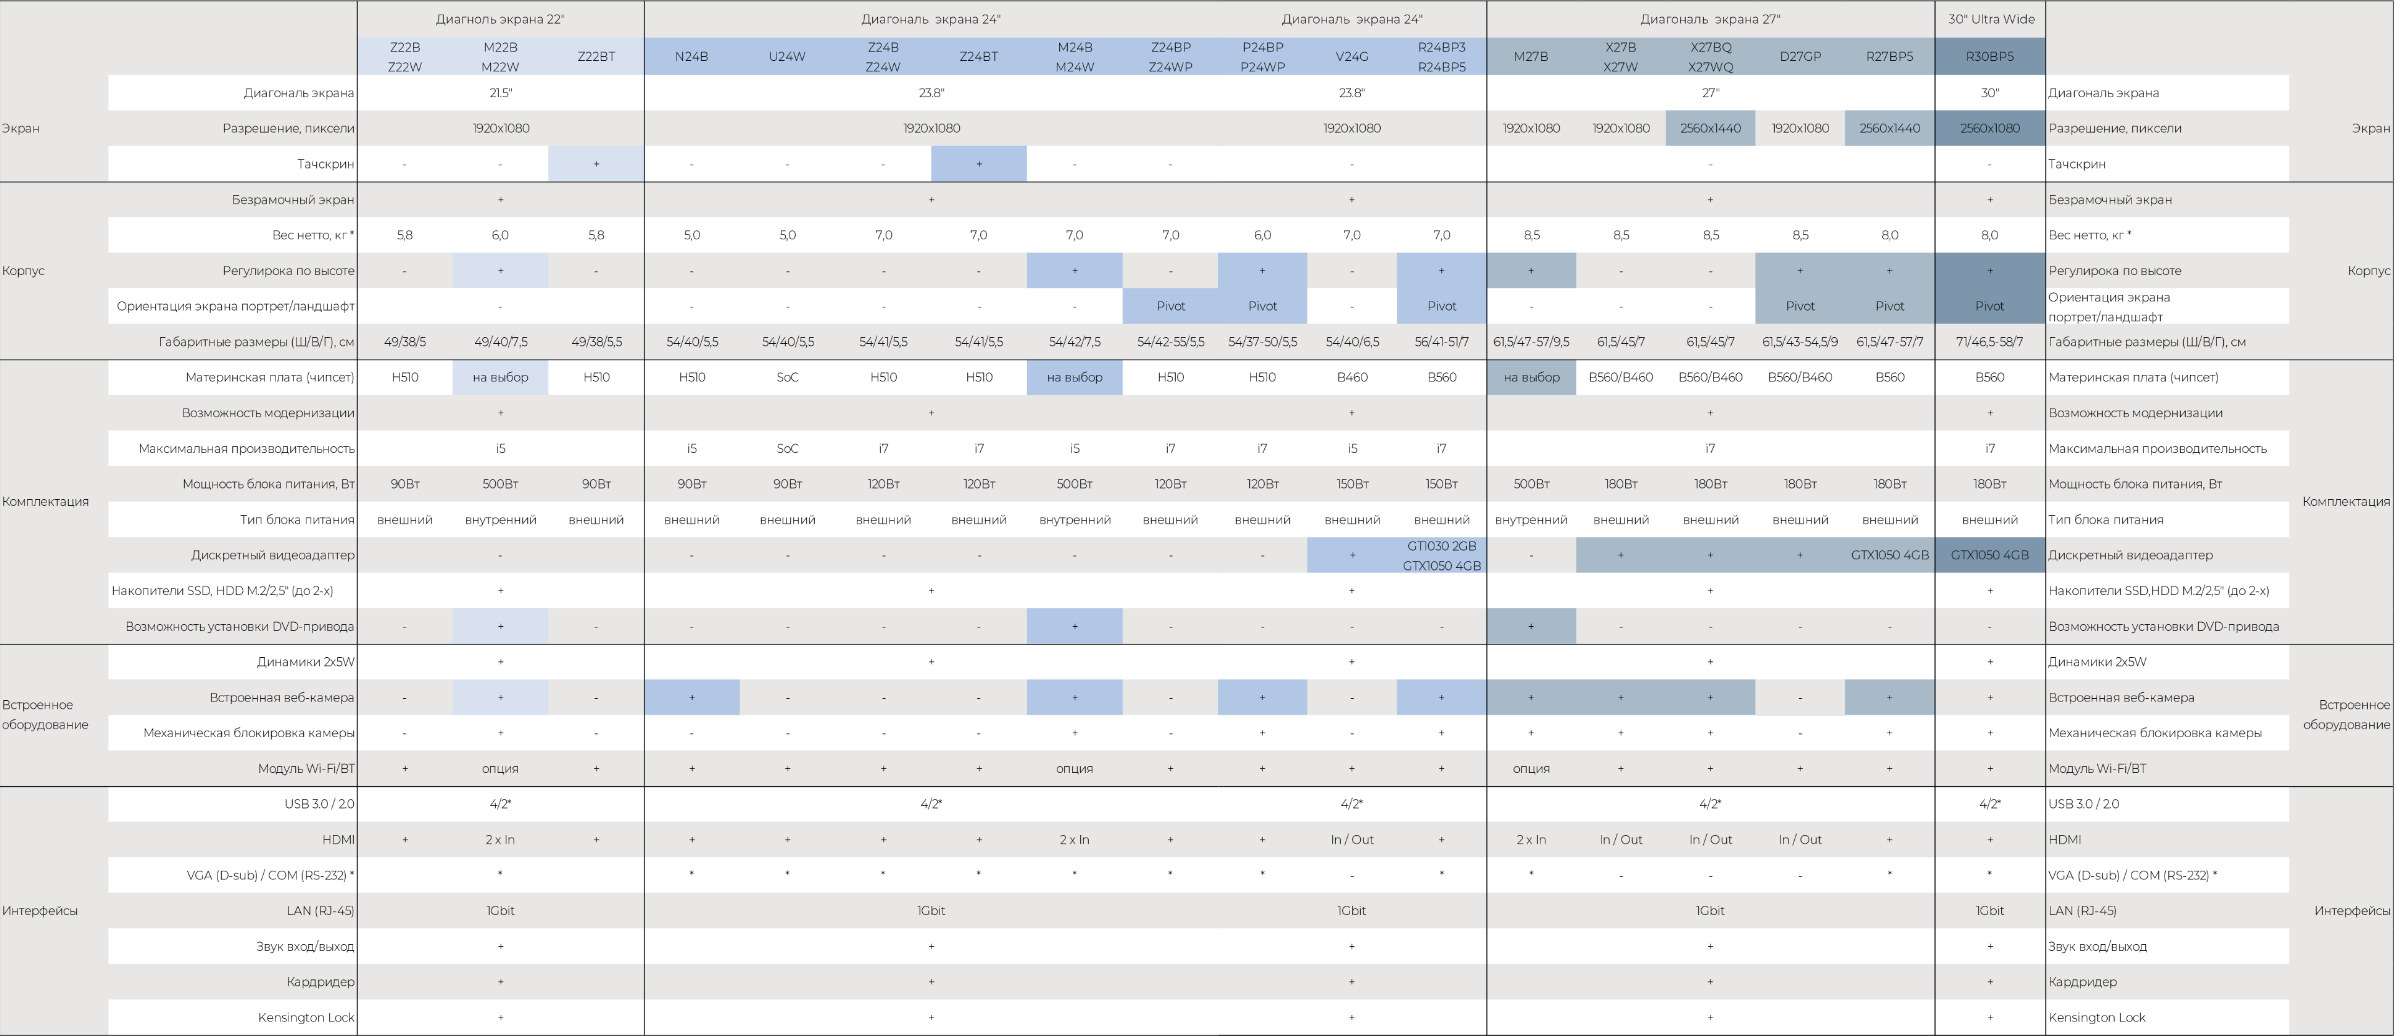 Диагноль экрана 22" Диагональ экрана 24" Диагональ экрана 24" Диагональ экрана 27" 30" Ultra Wide
Z22B M22B Z24B M24B Z24BP P24BP R24BP3 X27B X27BQ
Z22BT N24B U24W Z24BT V24G M27B D27GP R27BP5 R30BP5
Z22W M22W Z24W M24W Z24WP P24WP R24BP5 X27W X27WQ
Диагональ экрана 21.5" 23.8" 23.8" 27" 30" Диагональ экрана
Экран Разрешение, пиксели 1920x1080 1920x1080 1920x1080 1920x1080 1920x1080 2560x1440 1920x1080 2560x1440 2560x1080 Разрешение, пиксели Экран
Тачскрин - - + - - - + - - - - - Тачскрин
Безрамочный экран + + + + + Безрамочный экран
Вес нетто, кг * 5,8 6,0 5,8 5,0 5,0 7,0 7,0 7,0 7,0 6,0 7,0 7,0 8,5 8,5 8,5 8,5 8,0 8,0 Вес нетто, кг *
Корпус Регулирока по высоте - + - - - - - + - + - + + - - + + + Регулирока по высоте Корпус
Ориентация экрана портрет/ландшафт - - - - - - Pivot Pivot - Pivot - - - Pivot Pivot Pivot Ориентация экрана
портрет/ландшафт
Габаритные размеры (Ш/В/Г), см 49/38/5 49/40/7,5 49/38/5,5 54/40/5,5 54/40/5,5 54/41/5,5 54/41/5,5 54/42/7,5 54/42-55/5,5 54/37-50/5,5 54/40/6,5 56/41-51/7 61,5/47-57/9,5 61,5/45/7 61,5/45/7 61,5/43-54,5/9 61,5/47-57/7 71/46,5-58/7 Габаритные размеры (Ш/В/Г), см
Материнская плата (чипсет) H510 на выбор H510 H510 SoC H510 H510 на выбор H510 H510 B460 B560 на выбор B560/B460 B560/B460 B560/B460 B560 B560 Материнская плата (чипсет)
Возможность модернизации + + + + + Возможность модернизации
Максимальная производительность i5 i5 SoC i7 i7 i5 i7 i7 i5 i7 i7 i7 Максимальная производительность
Мощность блока питания, Вт 90Вт 500Вт 90Вт 90Вт 90Вт 120Вт 120Вт 500Вт 120Вт 120Вт 150Вт 150Вт 500Вт 180Вт 180Вт 180Вт 180Вт 180Вт Мощность блока питания, Вт
Комплектация Комплектация
Тип блока питания внешний внутренний внешний внешний внешний внешний внешний внутренний внешний внешний внешний внешний внутренний внешний внешний внешний внешний внешний Тип блока питания
GT1030 2GB
Дискретный видеоадаптер - - - - - - - - + - + + + GTX1050 4GB GTX1050 4GB Дискретный видеоадаптер
GTX1050 4GB
Накопители SSD, HDD M.2/2,5" (до 2-х) + + + + + Накопители SSD,HDD M.2/2,5" (до 2-х)
Возможность установки DVD-привода - + - - - - - + - - - - + - - - - - Возможность установки DVD-привода
Динамики 2x5W + + + + + Динамики 2x5W
Встроенное
оборудование
Встроенная веб-камера - + - + - - - + - + - + + + + - + + Встроенная веб-камера
Встроенное
оборудование
Механическая блокировка камеры - + - - - - - + - + - + + + + - + + Механическая блокировка камеры
Модуль Wi-Fi/BT + опция + + + + + опция + + + + опция + + + + + Модуль Wi-Fi/BT
USB 3.0 / 2.0 4/2* 4/2* 4/2* 4/2* 4/2* USB 3.0 / 2.0
HDMI + 2 x In + + + + + 2 x In + + In / Out + 2 x In In / Out In / Out In / Out + + HDMI
VGA (D-sub) / COM (RS-232) * * * * * * * * * - * * - - - * * VGA (D-sub) / COM (RS-232) *
Интерфейсы LAN (RJ-45) 1Gbit 1Gbit 1Gbit 1Gbit 1Gbit LAN (RJ-45) Интерфейсы
Звук вход/выход + + + + + Звук вход/выход
Кардридер + + + + + Кардридер
Kensington Lock + + + + + Kensington Lock